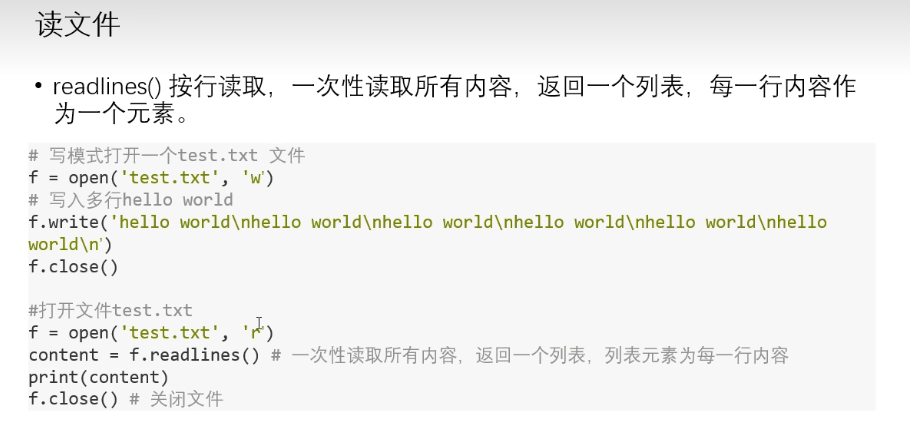 读文件
• readlines() 按行读取，一次性读取所有内容，返回一个列表，每一行内容作
为一个元素。
# 写模式打开一个test.txt 文件
f = open('test.txt', 'w')
# 写入多行hello world
f.write('hello world\nhello world\nhello world\nhello world\nhello world\nhello
world\n')
f.close()
#打开文件test.txt
f = open('test.txt', 'r')
content = f.readlines() # 一次性读取所有内容，返回一个列表，列表元素为每一行内容
print(content)
f.close() # 关闭文件